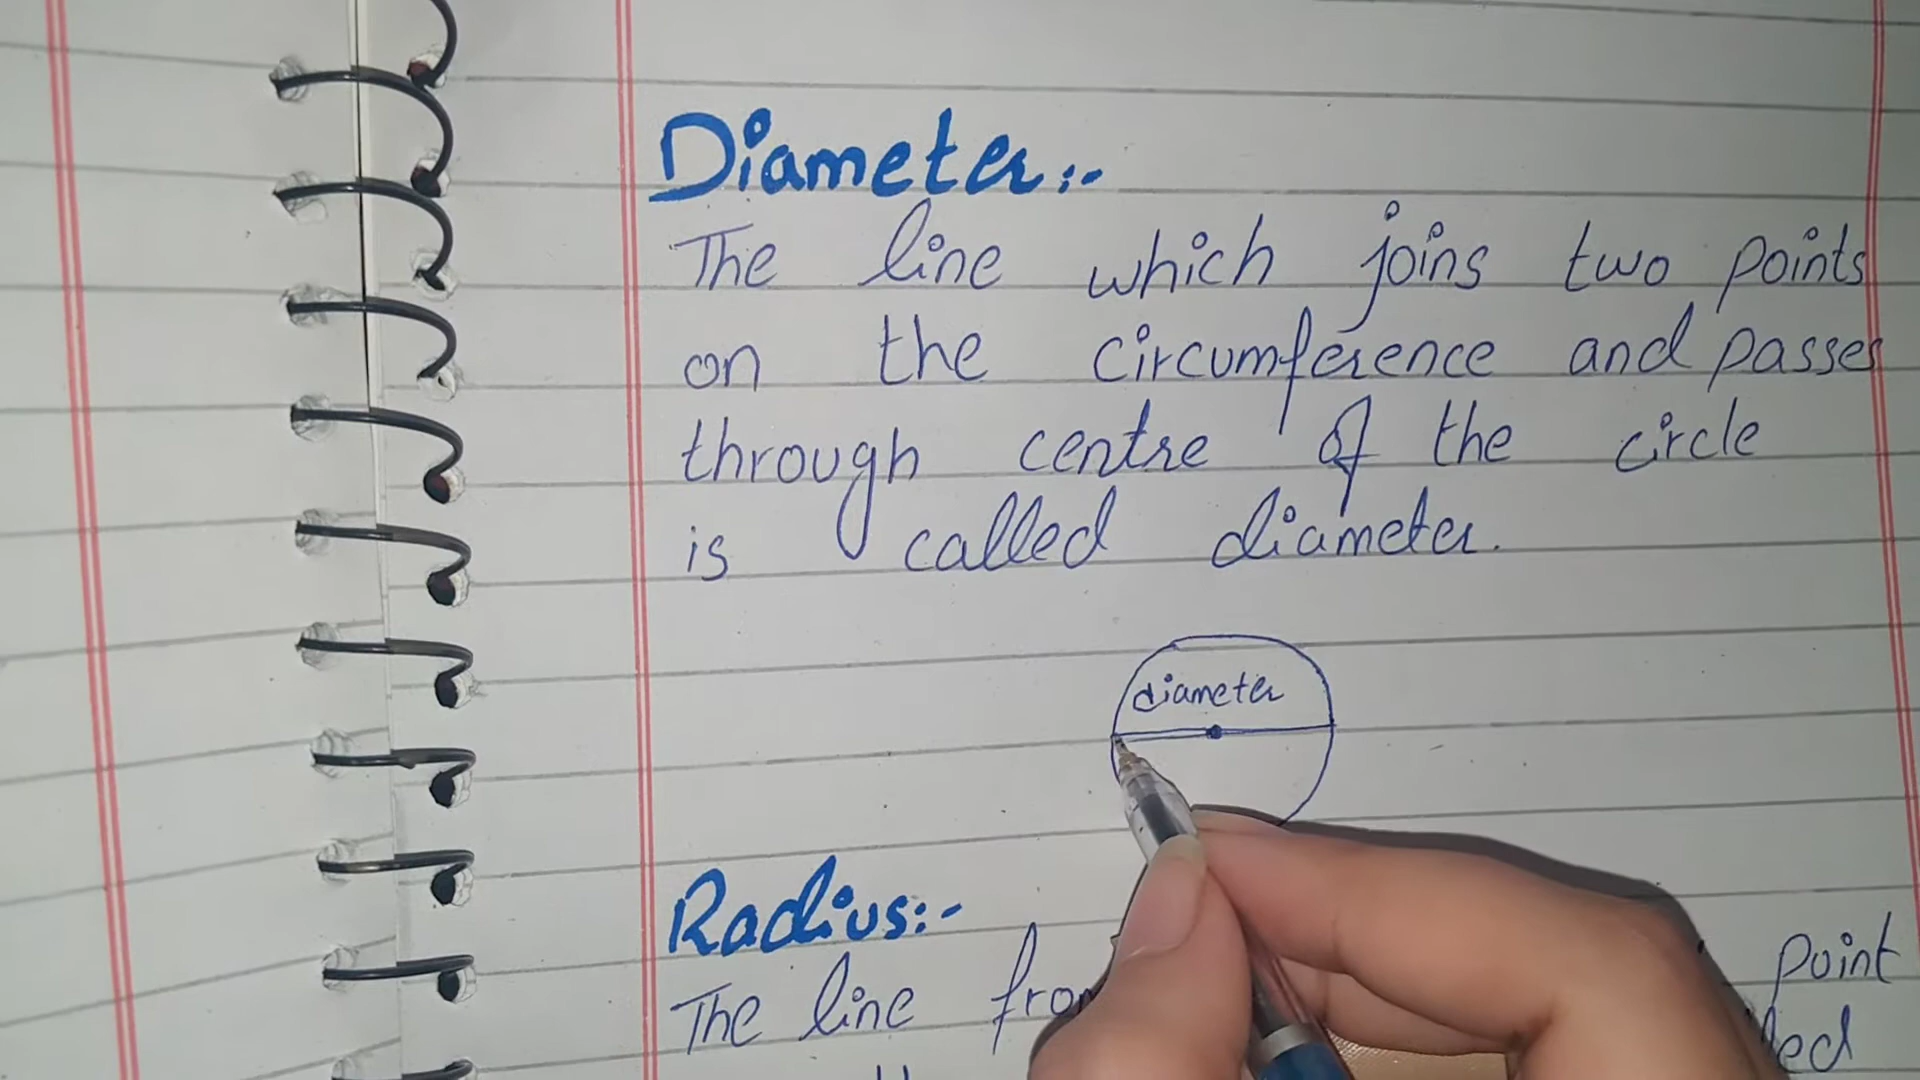 Diameter:-
The line which joins two points
on the circumference and passes
through centre of the circle
is called diameter.
diameter
Radius:-
The line from point